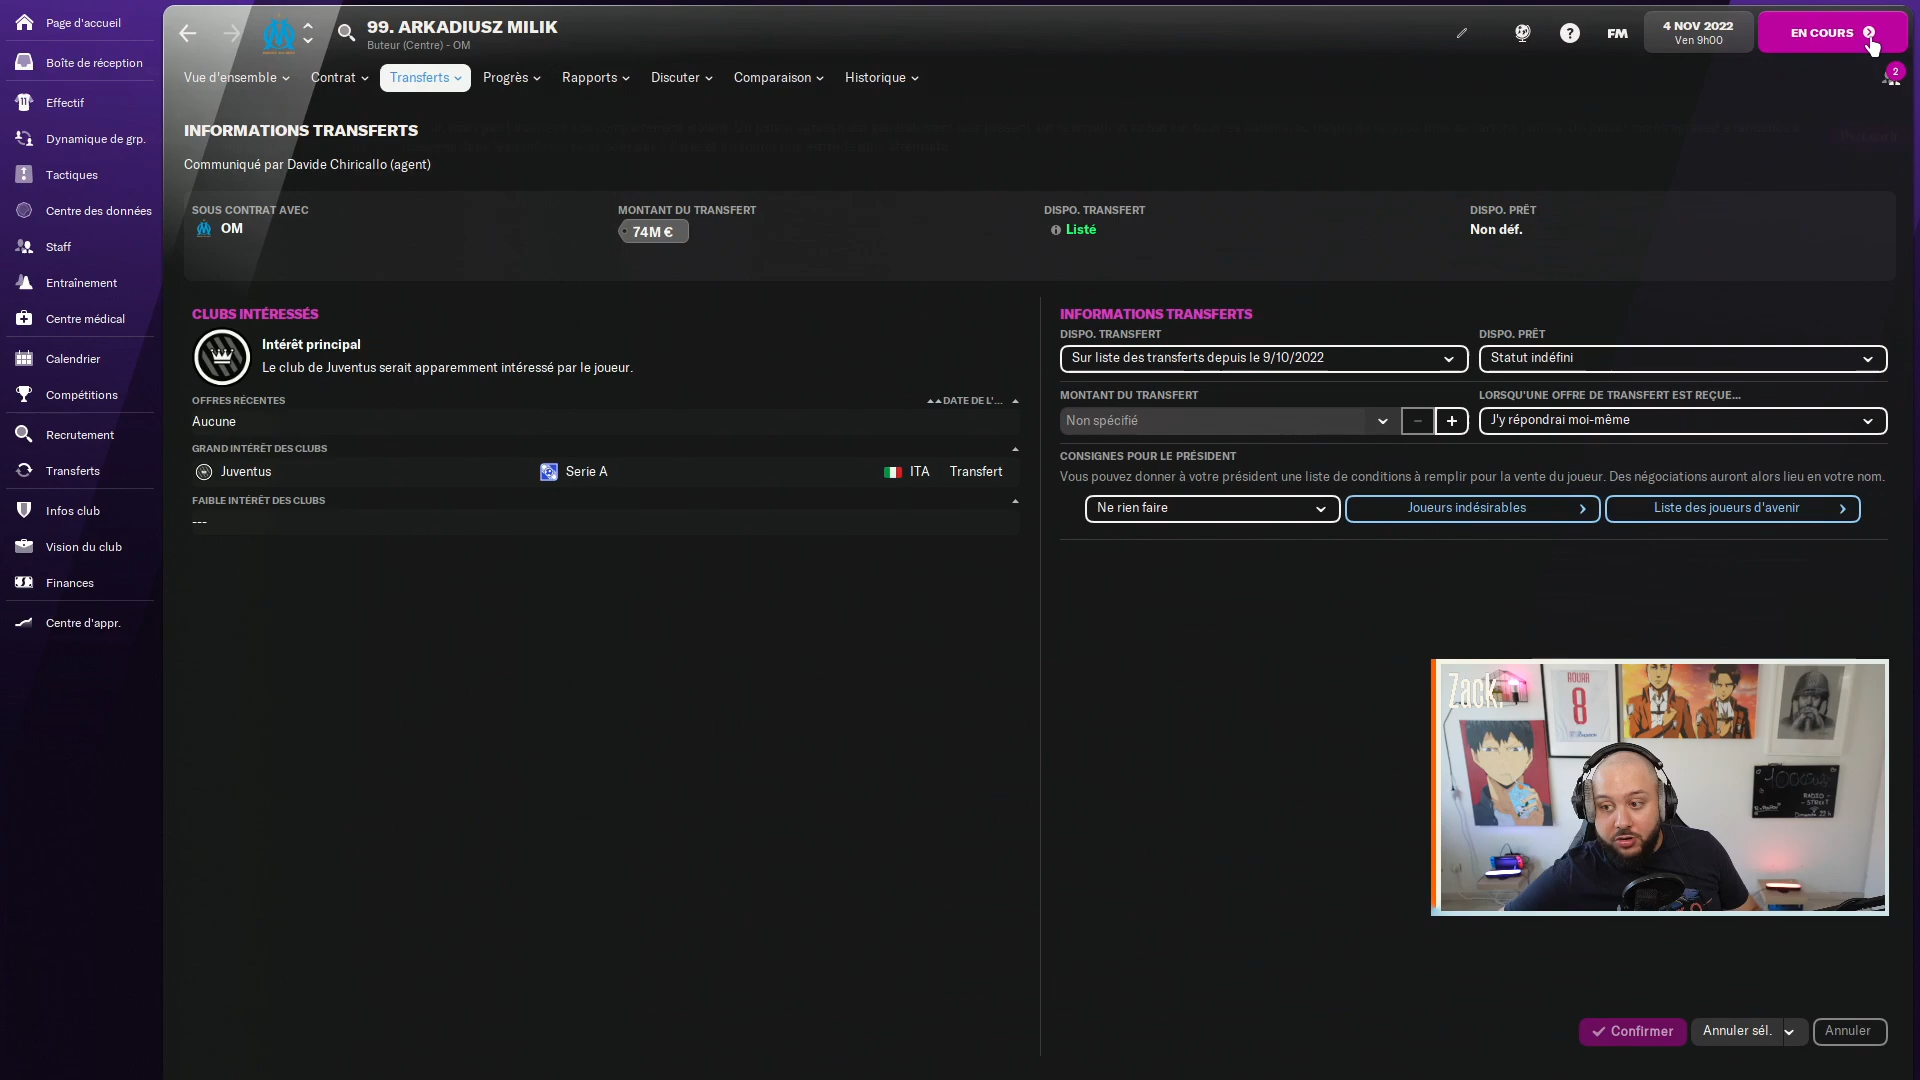 Page d'accueil
Boîte de réception
Effectif
Dynamique de grp.
Tactiques
Centre des données
Staff
Entraînement
Centre médical
Calendrier
Compétitions
Recrutement
Transferts
Infos club
Vision du club
Finances
Centre d'appr.
99. ARKADIUSZ MILIK
Buteur (Centre) - OM
FM
4 NOV 2022
Ven 9h00
EN COURS
2
Vue d'ensemble Contrat Transferts Progrès Rapports Discuter Comparaison Historique
INFORMATIONS TRANSFERTS
Communiqué par Davide Chiricallo (agent)
SOUS CONTRAT AVEC
OM
MONTANT DU TRANSFERT
74M €
DISPO. TRANSFERT
Listé
DISPO. PRÊT
Non déf.
CLUBS INTÉRESSÉS
Intérêt principal
Le club de Juventus serait apparemment intéressé par le joueur.
OFFRES RÉCENTES DATE DE L'...
Aucune
GRAND INTÉRÊT DES CLUBS
Juventus Serie A ITA Transfert
FAIBLE INTÉRÊT DES CLUBS
---
INFORMATIONS TRANSFERTS
DISPO. TRANSFERT
Sur liste des transferts depuis le 9/10/2022
DISPO. PRÊT
Statut indéfini
MONTANT DU TRANSFERT
Non spécifié
LORSQU'UNE OFFRE DE TRANSFERT EST REÇUE...
J'y répondrai moi-même
CONSIGNES POUR LE PRÉSIDENT
Vous pouvez donner à votre président une liste de conditions à remplir pour la vente du joueur. Des négociations auront alors lieu en votre nom.
Ne rien faire Joueurs indésirables Liste des joueurs d'avenir
Zack.
AOUAR
8
RADIO
- STREET
Confirmer Annuler sél. Annuler